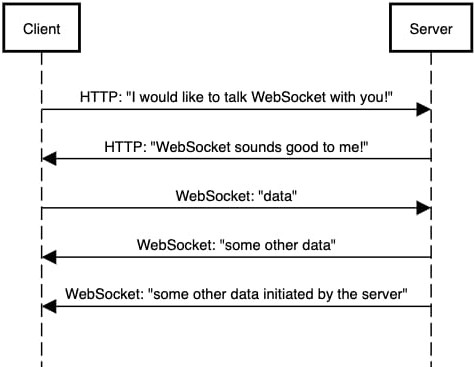 Client
Server
HTTP: "I would like to talk WebSocket with you!"
HTTP: "WebSocket sounds good to me!"
WebSocket: "data"
WebSocket: "some other data"
WebSocket: "some other data initiated by the server"